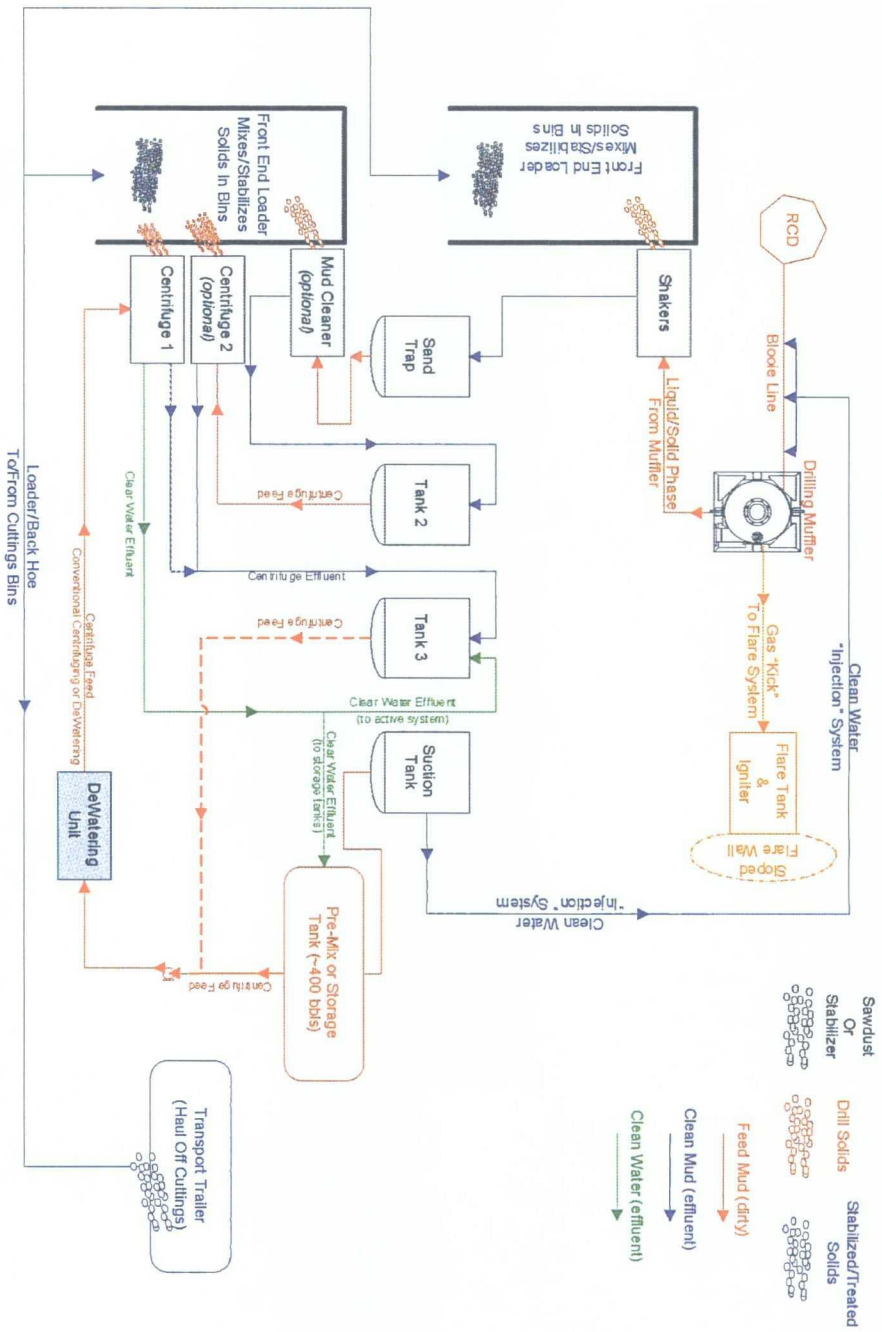 RCD
Blooie Line
Drilling Muffler
Gas "Kick"
To Flare System
Flare Tank
&
Igniter
Sloped
Flare Wall
Clean Water
"Injection" System
Liquid/Solid Phase
From Muffler
Shakers
Front End Loader
Mixes/Stabilizes
Solids In Bins
Front End Loader
Mixes/Stabilizes
Solids In Bins
Mud Cleaner
(optional)
Centrifuge 2
(optional)
Centrifuge 1
Sand
Trap
Tank 2
Tank 3
Suction
Tank
Centrifuge Feed
Centrifuge Effluent
Centrifuge Feed
Clear Water Effluent
Clear Water Effluent
(to active system)
Clear Water Effluent
(to storage tanks)
Clean Water
"Injection" System
Pre-Mix or Storage
Tank (~400 bbls)
Centrifuge Feed
DeWatering
Unit
Centrifuge Feed
Conventional Centrifuging or DeWatering
Loader/Back Hoe
To/From Cuttings Bins
Transport Trailer
(Haul Off Cuttings)
Sawdust
Or
Stabilizer
Drill Solids
Stabilized/Treated
Solids
Feed Mud (dirty)
Clean Mud (effluent)
Clean Water (effluent)